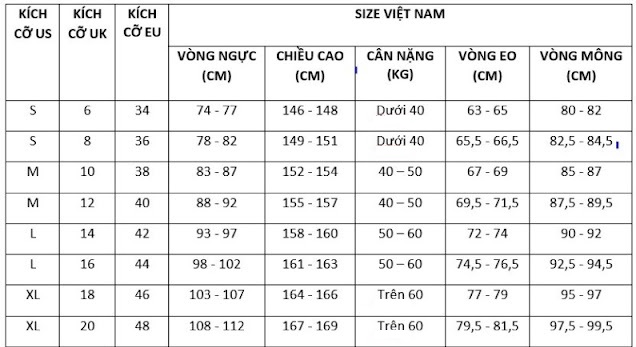 KÍCH CỠ US KÍCH CỠ UK KÍCH CỠ EU SIZE VIỆT NAM
VÒNG NGỰC (CM) CHIỀU CAO (CM) CÂN NẶNG (KG) VÒNG EO (CM) VÒNG MÔNG (CM)
S 6 34 74 - 77 146 - 148 Dưới 40 63 - 65 80 - 82
S 8 36 78 - 82 149 - 151 Dưới 40 65,5 - 66,5 82,5 - 84,5
M 10 38 83 - 87 152 - 154 40 – 50 67 - 69 85 - 87
M 12 40 88 - 92 155 - 157 40 – 50 69,5 - 71,5 87,5 - 89,5
L 14 42 93 - 97 158 - 160 50 – 60 72 - 74 90 - 92
L 16 44 98 - 102 161 - 163 50 – 60 74,5 - 76,5 92,5 - 94,5
XL 18 46 103 - 107 164 - 166 Trên 60 77 - 79 95 - 97
XL 20 48 108 - 112 167 - 169 Trên 60 79,5 - 81,5 97,5 - 99,5